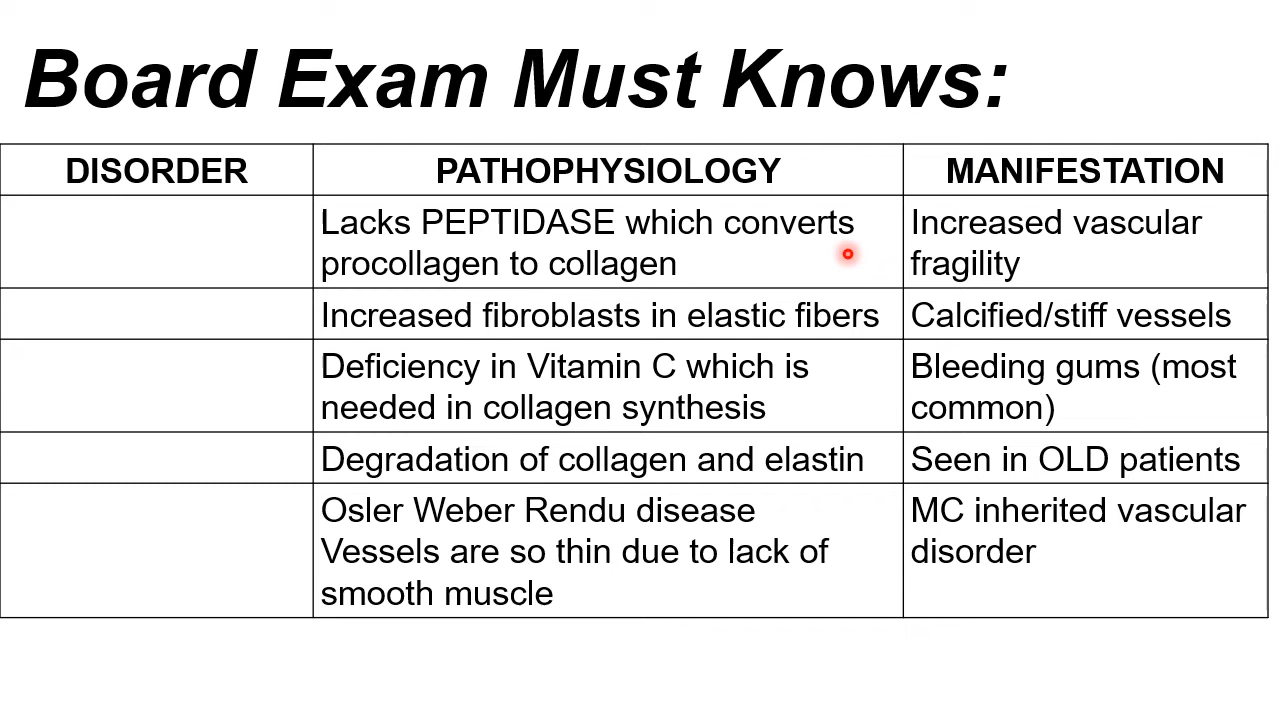 Board Exam Must Knows:
DISORDER
PATHOPHYSIOLOGY
MANIFESTATION
Lacks PEPTIDASE which converts
procollagen to collagen
Increased vascular
fragility
Increased fibroblasts in elastic fibers
Calcified/stiff vessels
Deficiency in Vitamin C which is
needed in collagen synthesis
Bleeding gums (most
common)
Degradation of collagen and elastin
Seen in OLD patients
Osler Weber Rendu disease
Vessels are so thin due to lack of
smooth muscle
MC inherited vascular
disorder